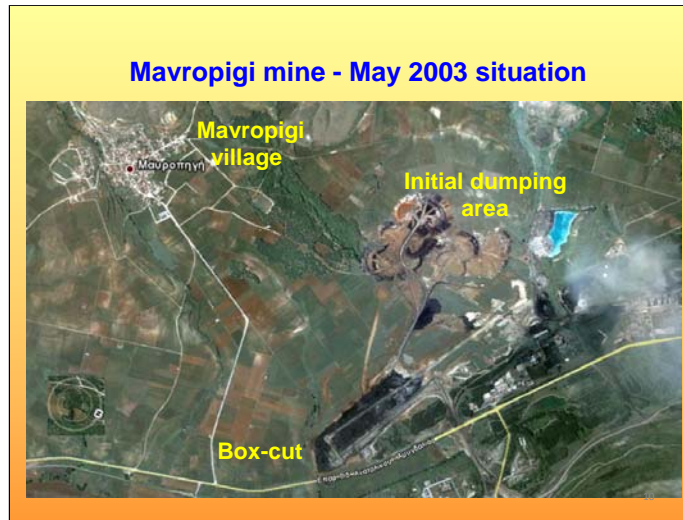 Mavropigi mine - May 2003 situation
Mavropigi
village
Μαυροπηγή
Initial dumping
area
Box-cut